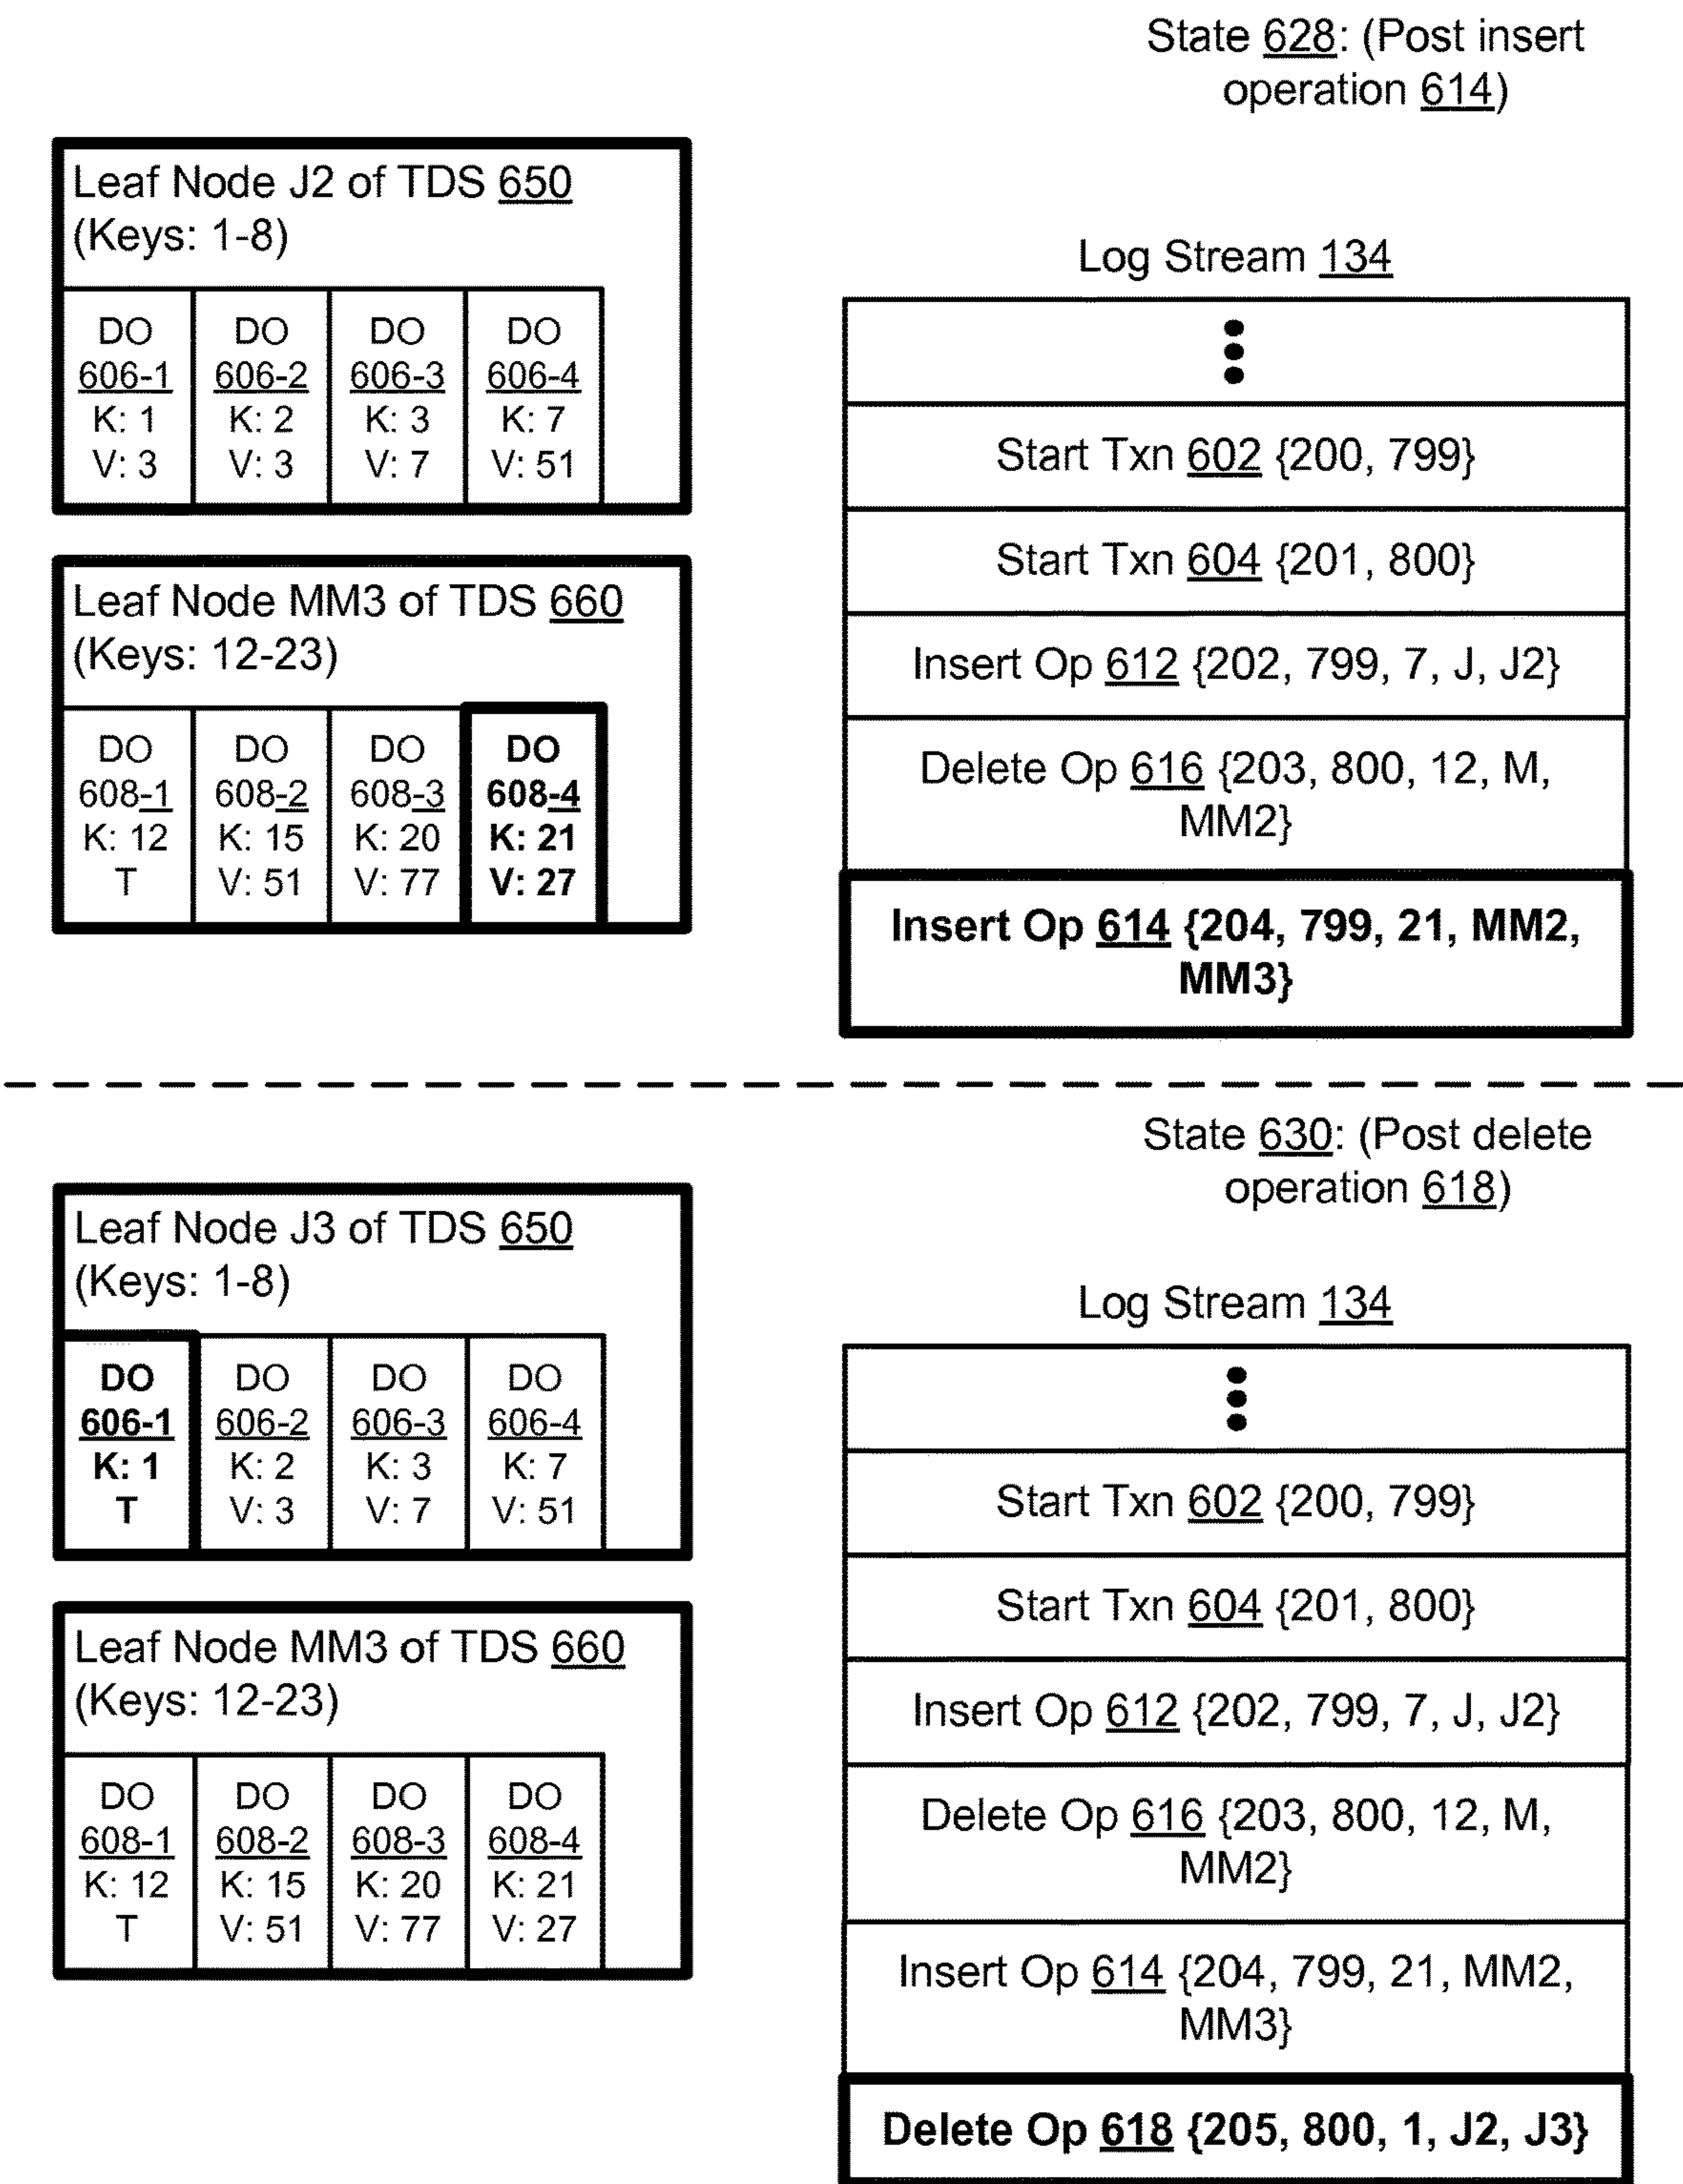 State 628: (Post insert
operation 614)
Leaf Node J2 of TDS 650
(Keys: 1-8)
DO
606-1
K: 1
V: 3
DO
606-2
K: 2
V: 3
DO
606-3
K: 3
V: 7
DO
606-4
K: 7
V: 51
Leaf Node MM3 of TDS 660
(Keys: 12-23)
DO
608-1
K: 12
T
DO
608-2
K: 15
V: 51
DO
608-3
K: 20
V: 77
DO
608-4
K: 21
V: 27
Log Stream 134
Start Txn 602 {200, 799}
Start Txn 604 {201, 800}
Insert Op 612 {202, 799, 7, J, J2}
Delete Op 616 {203, 800, 12, M,
MM2}
Insert Op 614 {204, 799, 21, MM2,
MM3}
State 630: (Post delete
operation 618)
Leaf Node J3 of TDS 650
(Keys: 1-8)
DO
606-1
K: 1
T
DO
606-2
K: 2
V: 3
DO
606-3
K: 3
V: 7
DO
606-4
K: 7
V: 51
Leaf Node MM3 of TDS 660
(Keys: 12-23)
DO
608-1
K: 12
T
DO
608-2
K: 15
V: 51
DO
608-3
K: 20
V: 77
DO
608-4
K: 21
V: 27
Log Stream 134
Start Txn 602 {200, 799}
Start Txn 604 {201, 800}
Insert Op 612 {202, 799, 7, J, J2}
Delete Op 616 {203, 800, 12, M,
MM2}
Insert Op 614 {204, 799, 21, MM2,
MM3}
Delete Op 618 {205, 800, 1, J2, J3}